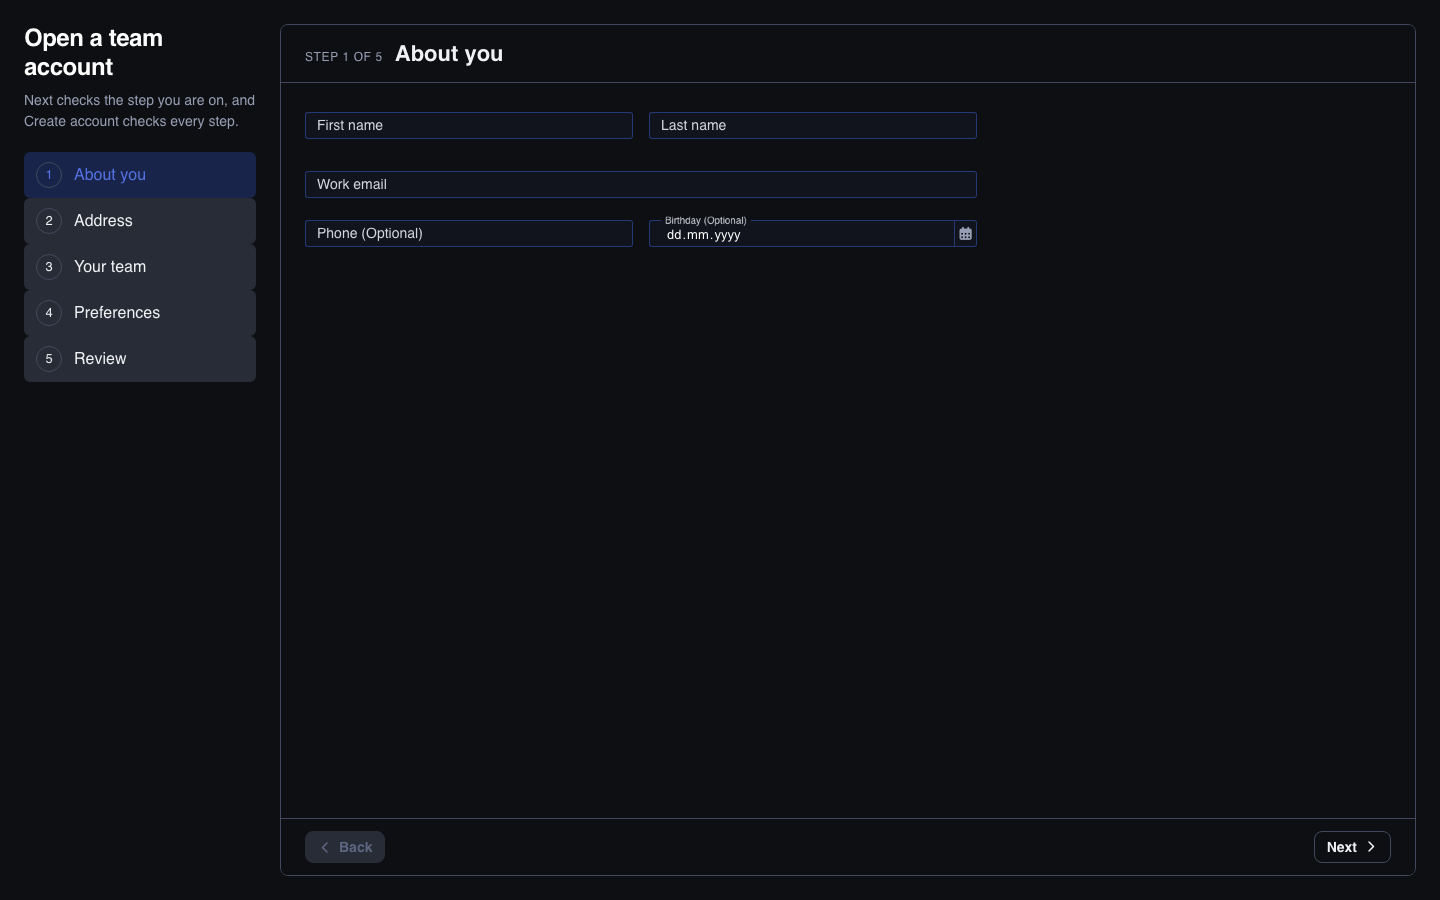 Open a team
account
Next checks the step you are on, and
Create account checks every step.
1 About you
2 Address
3 Your team
4 Preferences
5 Review
STEP 1 OF 5 About you
First name Last name
Work email
Phone (Optional) Birthday (Optional)
dd.mm.yyyy
Back Next